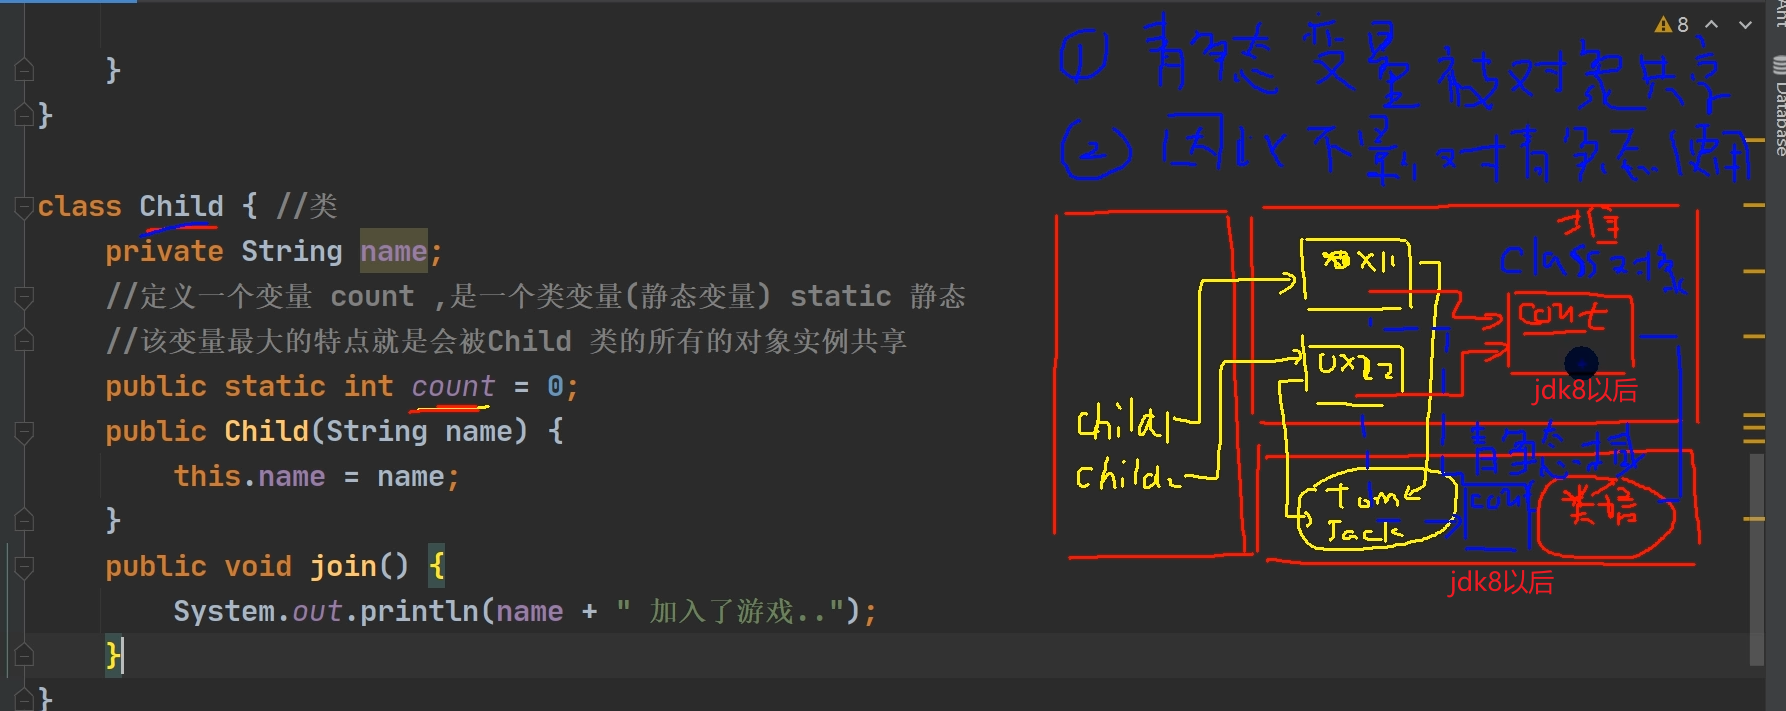 8
Ant
① 静态变量被对象共享
Database
② 因此不影响对静态使用
}
}
class Child { //类
private String name;
//定义一个变量 count ,是一个类变量(静态变量) static 静态
//该变量最大的特点就是会被Child 类的所有的对象实例共享
public static int count = 0;
public Child(String name) {
this.name = name;
}
public void join() {
System.out.println(name + " 加入了游戏..");
}
}
堆
class对象
0x22
count
jdk8以后
child1
child2
静态域
Tom
Jack
count
类信息
jdk8以后